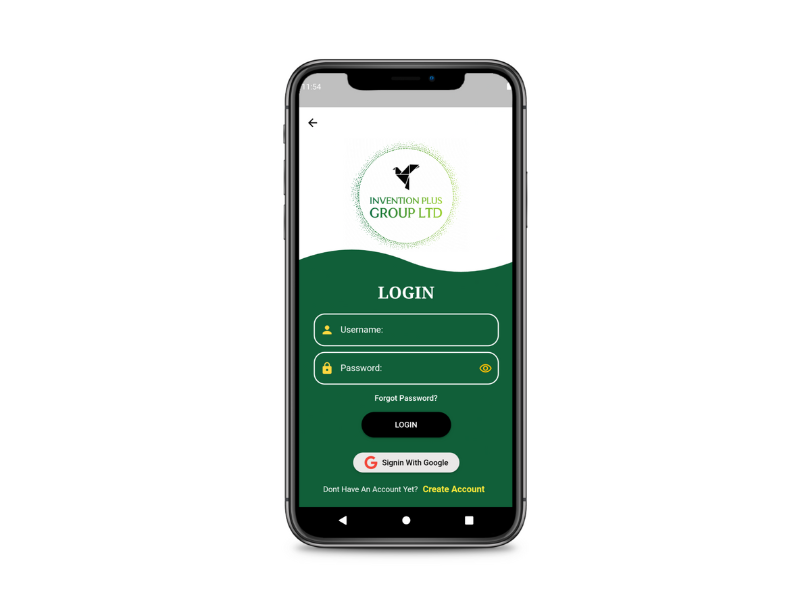 11:54
INVENTION PLUS
GROUP LTD
LOGIN
Username:
Password:
Forgot Password?
LOGIN
Signin With Google
Dont Have An Account Yet? Create Account